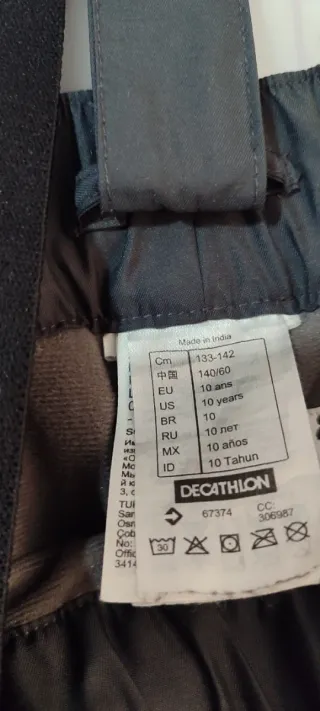 Made in India
Cm 133-142
中国 140/60
EU 10 ans
US 10 years
BR 10
RU 10 лет
MX 10 años
ID 10 Tahun
DECATHLON
67374 CC: 306987
30
3414